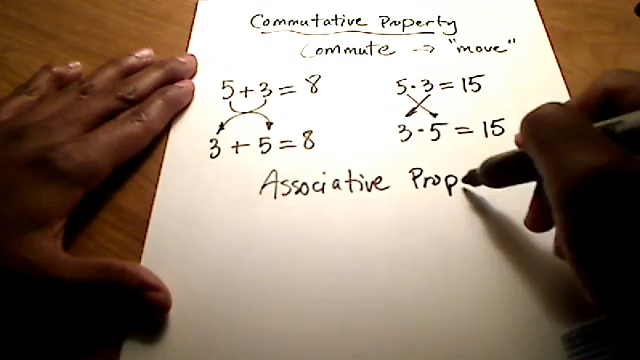 Commutative Property
Commute → "move"
5+3=8 5·3=15
3+5=8 3·5=15
Associative Prop